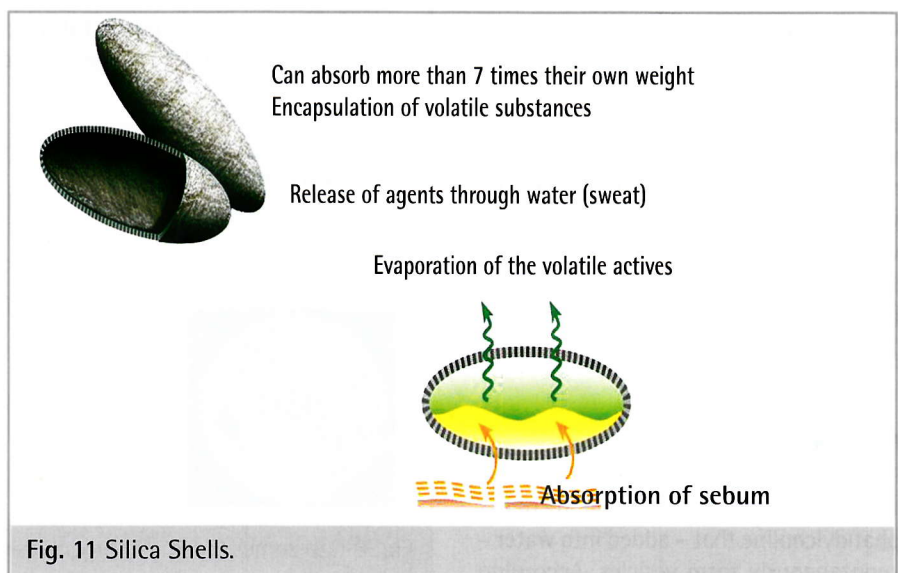 Can absorb more than 7 times their own weight
Encapsulation of volatile substances
Release of agents through water (sweat)
Evaporation of the volatile actives
Absorption of sebum
Fig. 11 Silica Shells.